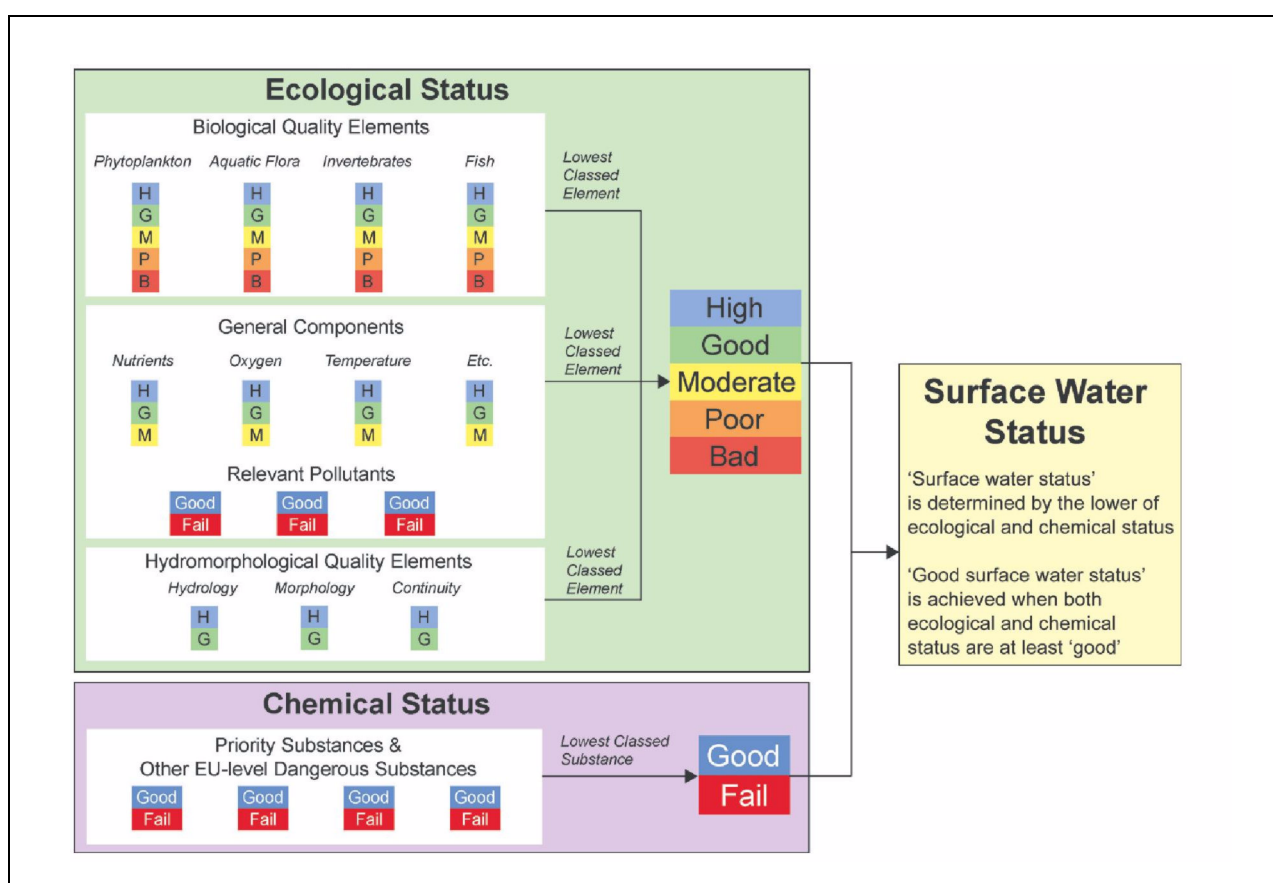 Ecological Status
Biological Quality Elements
Phytoplankton Aquatic Flora Invertebrates Fish
H H H H
G G G G
M M M M
P P P P
B B B B
Lowest
Classed
Element
General Components
Nutrients Oxygen Temperature Etc.
H H H H
G G G G
M M M M
Relevant Pollutants
Good Good Good
Fail Fail Fail
Lowest
Classed
Element
Hydromorphological Quality Elements
Hydrology Morphology Continuity
H H H
G G G
Lowest
Classed
Element
High
Good
Moderate
Poor
Bad
Chemical Status
Priority Substances &
Other EU-level Dangerous Substances
Good Good Good Good
Fail Fail Fail Fail
Lowest Classed
Substance
Good
Fail
Surface Water
Status
‘Surface water status’
is determined by the lower of
ecological and chemical status
‘Good surface water status’
is achieved when both
ecological and chemical
status are at least ‘good’